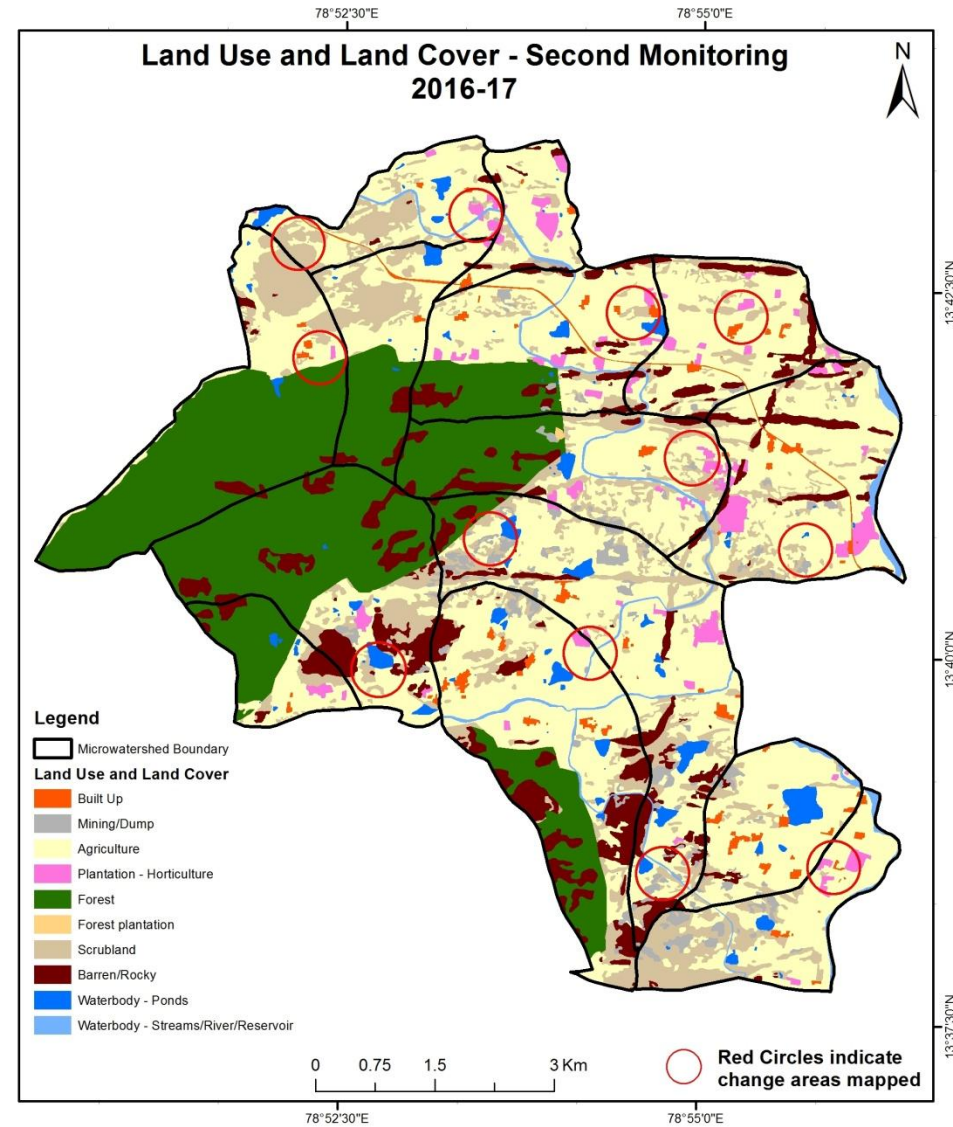 78°52'30"E
78°55'0"E
Land Use and Land Cover - Second Monitoring
2016-17
N
13°42'30"N
13°40'0"N
13°37'30"N
Legend
Microwatershed Boundary
Land Use and Land Cover
Built Up
Mining/Dump
Agriculture
Plantation - Horticulture
Forest
Forest plantation
Scrubland
Barren/Rocky
Waterbody - Ponds
Waterbody - Streams/River/Reservoir
0 0.75 1.5 3 Km
Red Circles indicate
change areas mapped
78°52'30"E
78°55'0"E